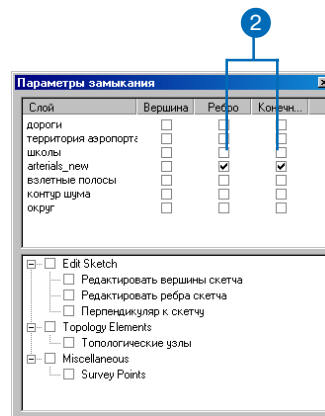 2
Параметры замыкания
Слой Вершина Ребро Конечн...
дороги
территория аэропорта
школы
arterials_new
взлетные полосы
контур шума
округ
Edit Sketch
Редактировать вершины скетча
Редактировать ребра скетча
Перпендикуляр к скетчу
Topology Elements
Топологические узлы
Miscellaneous
Survey Points